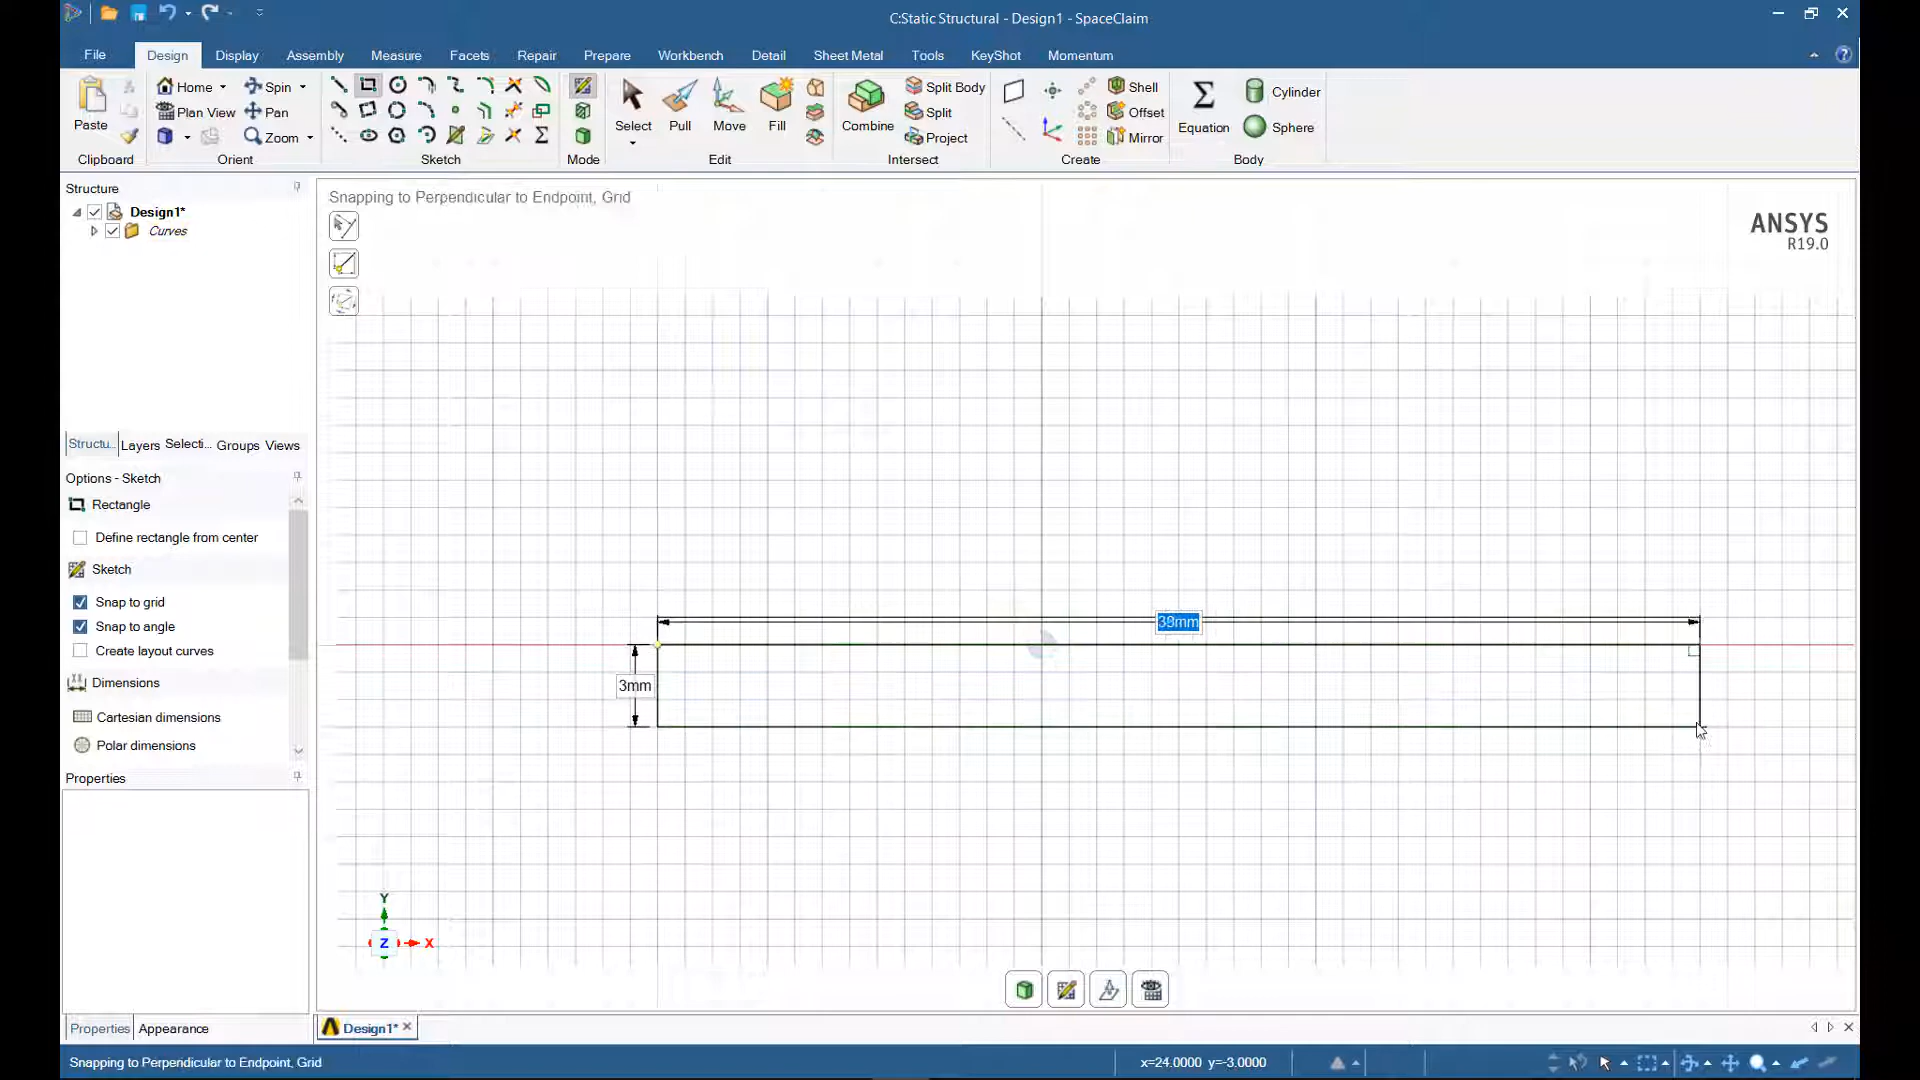 C:Static Structural - Design1 - SpaceClaim
File
Design
Display
Assembly
Measure
Facets
Repair
Prepare
Workbench
Detail
Sheet Metal
Tools
KeyShot
Momentum
Paste
Clipboard
Home
Spin
Plan View
Pan
Zoom
Orient
Sketch
Mode
Select
Pull
Move
Fill
Edit
Combine
Split Body
Split
Project
Intersect
Shell
Offset
Mirror
Create
Equation
Cylinder
Sphere
Body
Structure
Design1*
Curves
Structu...
Layers
Selecti...
Groups
Views
Options - Sketch
Rectangle
Define rectangle from center
Sketch
Snap to grid
Snap to angle
Create layout curves
Dimensions
Cartesian dimensions
Polar dimensions
Properties
Properties
Appearance
Snapping to Perpendicular to Endpoint, Grid
ANSYS
R19.0
38mm
3mm
Y
Z
X
Design1*
Snapping to Perpendicular to Endpoint, Grid
x=24.0000 y=-3.0000